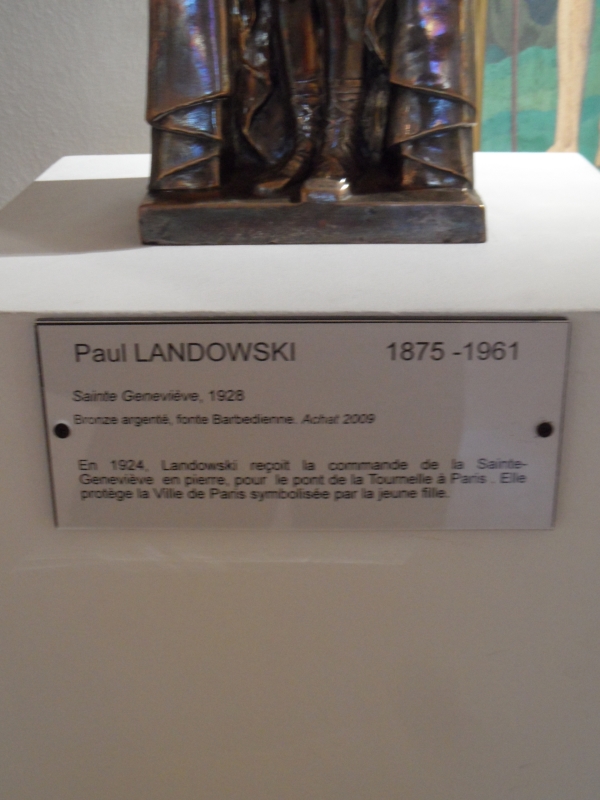 Paul LANDOWSKI 1875 -1961
Sainte Geneviéve, 1928
Bronze argenté, fonte Barbedienne. Achat 2009
En 1924, Landowski reçoit la commande de la Sainte-
Geneviève en pierre, pour le pont de la Tournelle à Paris . Elle
protège la Ville de Paris symbolisée par la jeune fille.